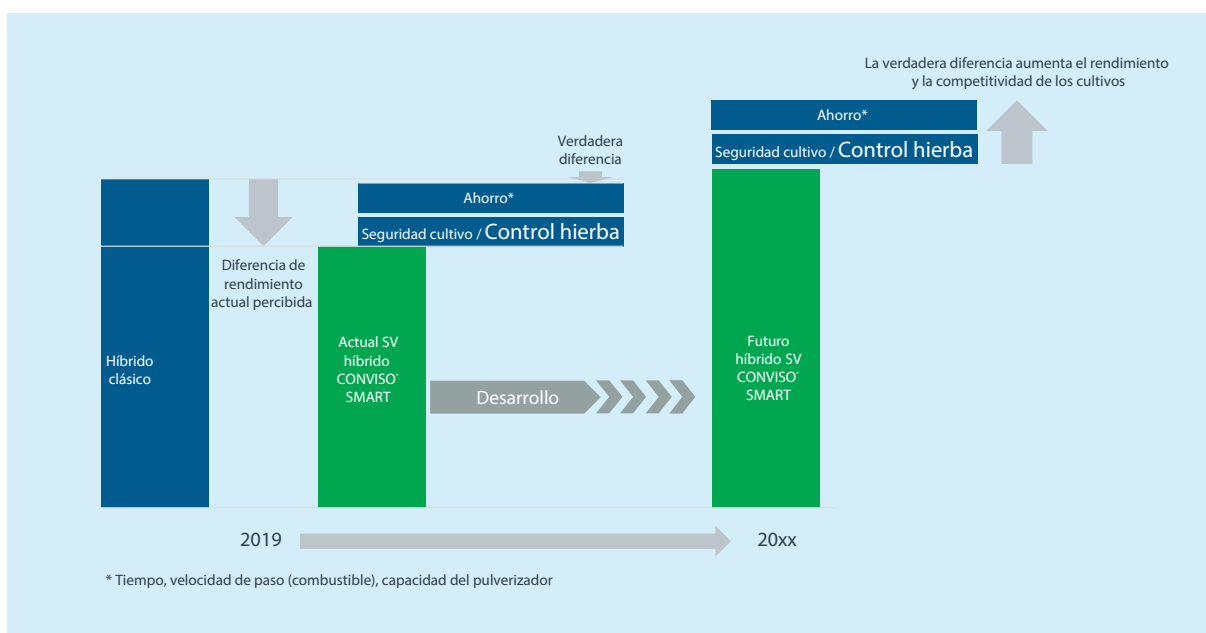 La verdadera diferencia aumenta el rendimiento
y la competitividad de los cultivos
Ahorro*
Seguridad cultivo / Control hierba
Verdadera
diferencia
Ahorro*
Seguridad cultivo / Control hierba
Diferencia de
rendimiento
actual percibida
Híbrido
clásico
Actual SV
híbrido
CONVISO®
SMART
Desarrollo
Futuro
híbrido SV
CONVISO®
SMART
2019
20xx
* Tiempo, velocidad de paso (combustible), capacidad del pulverizador